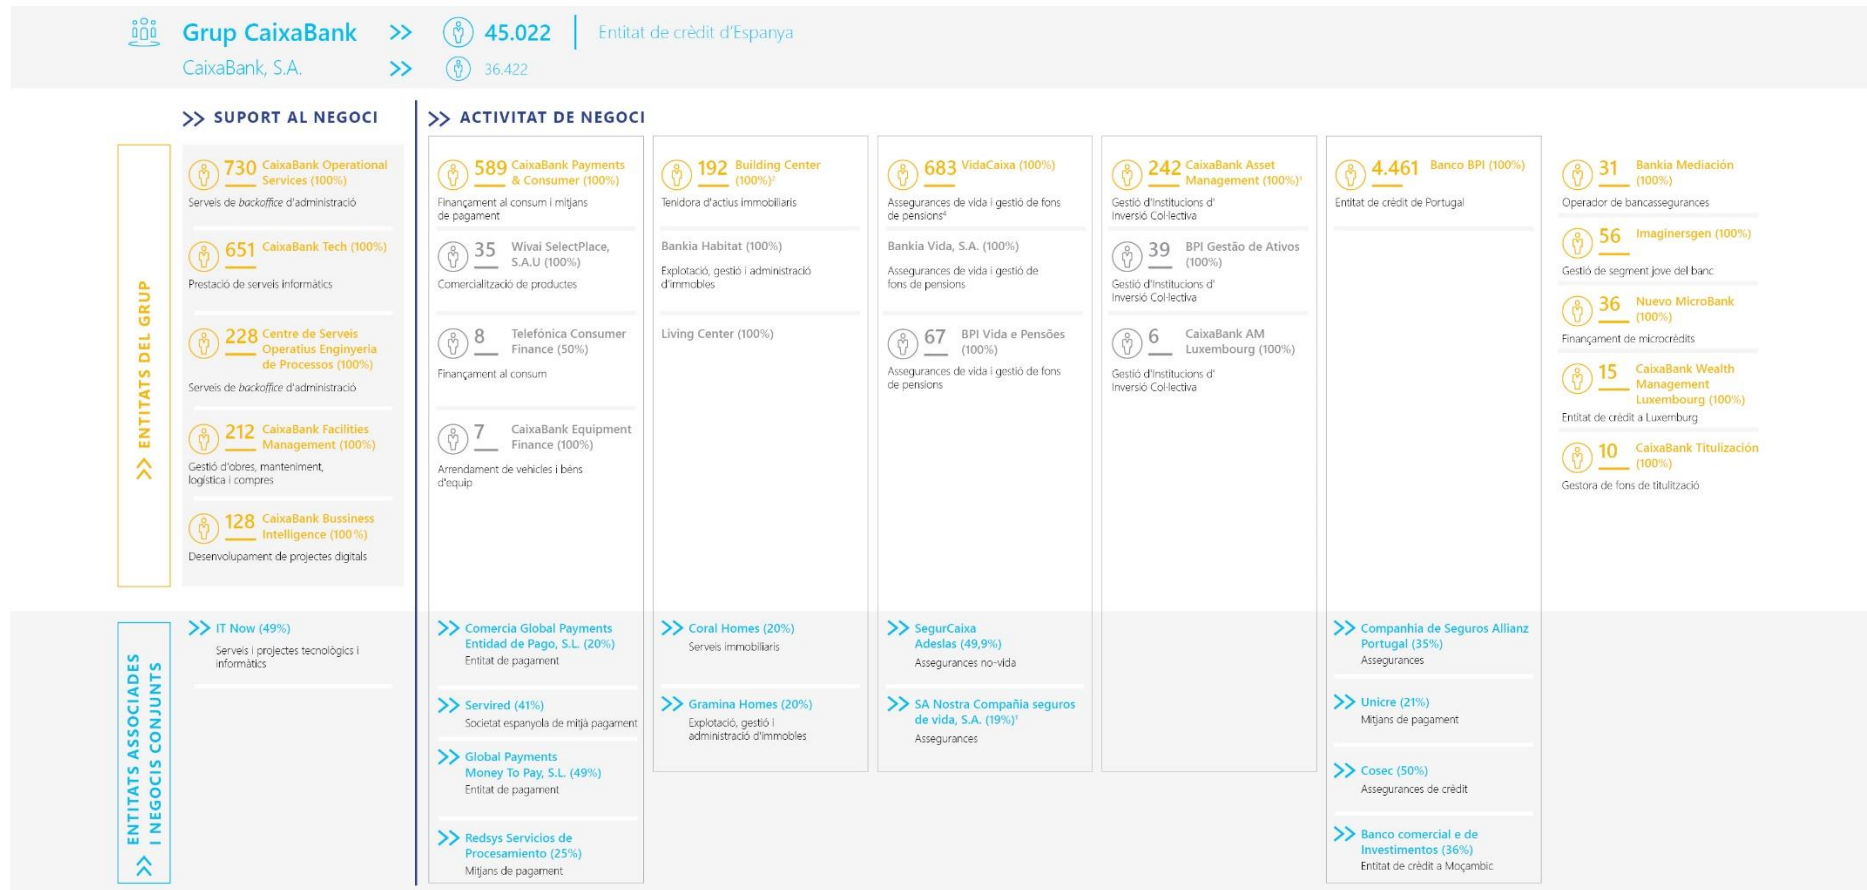 Grup CaixaBank >> 45.022 Entitat de crèdit d'Espanya
CaixaBank, S.A. >> 36.422
>> SUPORT AL NEGOCI
>> ACTIVITAT DE NEGOCI
>> ENTITATS DEL GRUP
730 CaixaBank Operational
Services (100%)
Serveis de backoffice d'administració
651 CaixaBank Tech (100%)
Prestació de serveis informàtics
228 Centre de Serveis
Operatius Enginyeria
de Processos (100%)
Serveis de backoffice d'administració
212 CaixaBank Facilities
Management (100%)
Gestió d'obres, manteniment,
logística i compres
128 CaixaBank Bussiness
Intelligence (100%)
Desenvolupament de projectes digitals
589 CaixaBank Payments
& Consumer (100%)
Finançament al consum i mitjans
de pagament
35 Wivai SelectPlace,
S.A.U (100%)
Comercialització de productes
8 Telefónica Consumer
Finance (50%)
Finançament al consum
7 CaixaBank Equipment
Finance (100%)
Arrendament de vehicles i béns
d'equip
192 Building Center
(100%)²
Tenidora d'actius immobiliaris
Bankia Habitat (100%)
Explotació, gestió i administració
d'immobles
Living Center (100%)
683 VidaCaixa (100%)
Assegurances de vida i gestió de fons
de pensions⁴
Bankia Vida, S.A. (100%)
Assegurances de vida i gestió de
fons de pensions
67 BPI Vida e Pensões
(100%)
Assegurances de vida i gestió de fons
de pensions
242 CaixaBank Asset
Management (100%)³
Gestió d'Institucions d'
Inversió Col·lectiva
39 BPI Gestão de Ativos
(100%)
Gestió d'Institucions d'
Inversió Col·lectiva
6 CaixaBank AM
Luxembourg (100%)
Gestió d'Institucions d'
Inversió Col·lectiva
4.461 Banco BPI (100%)
Entitat de crèdit de Portugal
31 Bankia Mediación
(100%)
Operador de bancassegurances
56 Imaginersgen (100%)
Gestió de segment jove del banc
36 Nuevo MicroBank
(100%)
Finançament de microcrèdits
15 CaixaBank Wealth
Management
Luxembourg (100%)
Entitat de crèdit a Luxemburg
10 CaixaBank Titulización
(100%)
Gestora de fons de titulització
>> ENTITATS ASSOCIADES
I NEGOCIS CONJUNTS
>> IT Now (49%)
Serveis i projectes tecnològics i
informàtics
>> Comercia Global Payments
Entidad de Pago, S.L. (20%)
Entitat de pagament
>> Servired (41%)
Societat espanyola de mitjà pagament
>> Global Payments
Money To Pay, S.L. (49%)
Entitat de pagament
>> Redsys Servicios de
Procesamiento (25%)
Mitjans de pagament
>> Coral Homes (20%)
Serveis immobiliaris
>> Gramina Homes (20%)
Explotació, gestió i
administració d'immobles
>> SegurCaixa
Adeslas (49,9%)
Assegurances no-vida
>> SA Nostra Compañia seguros
de vida, S.A. (19%)¹
Assegurances
>> Companhia de Seguros Allianz
Portugal (35%)
Assegurances
>> Unicre (21%)
Mitjans de pagament
>> Cosec (50%)
Assegurances de crèdit
>> Banco comercial e de
Investimentos (36%)
Entitat de crèdit a Moçambic